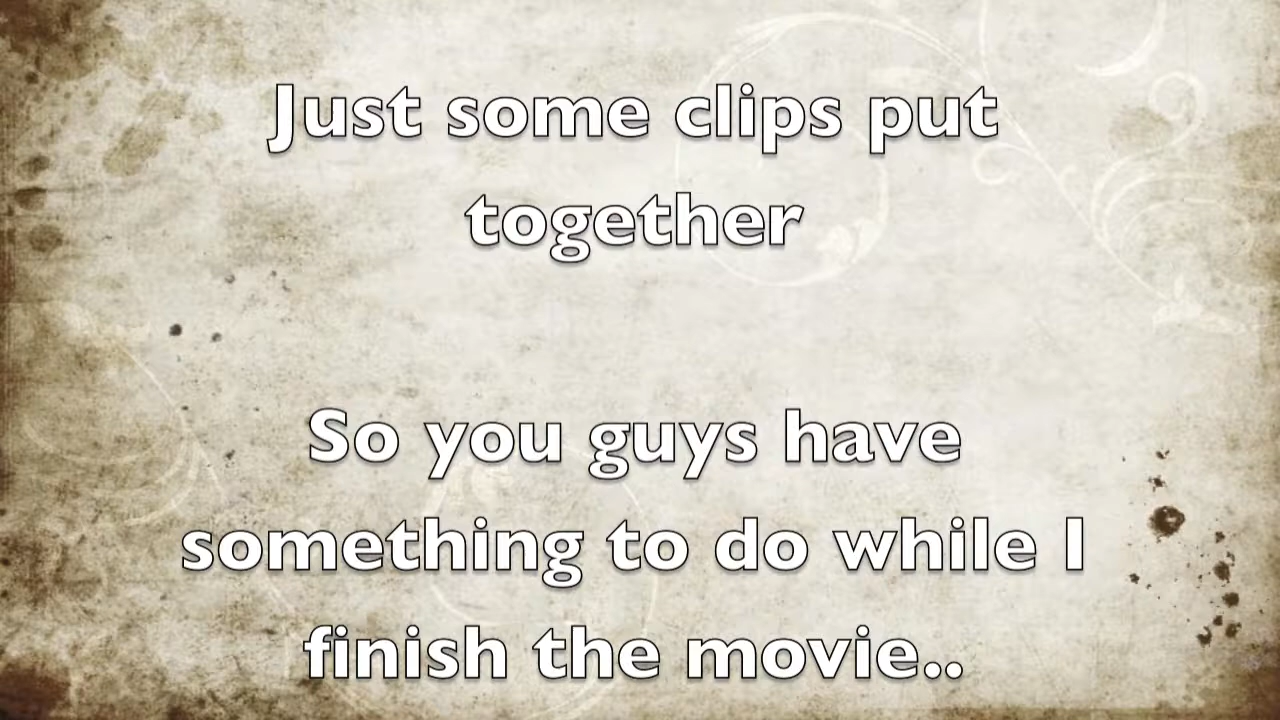 Just some clips put
together
So you guys have
something to do while I
finish the movie..